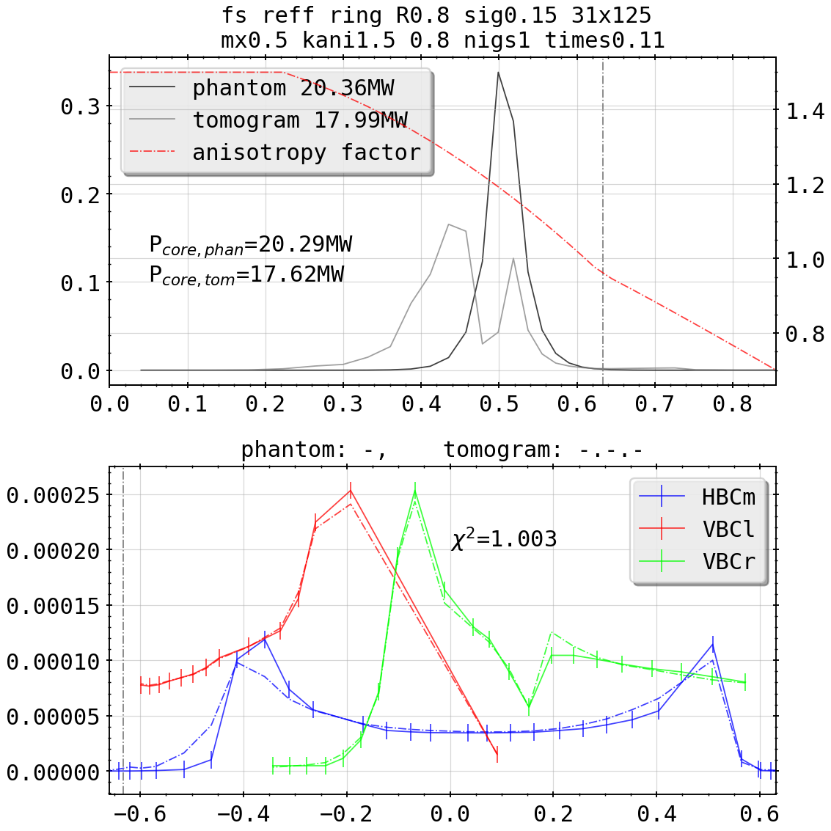 fs reff ring R0.8 sig0.15 31x125
mx0.5 kani1.5 0.8 nigs1 times0.11
phantom 20.36MW
tomogram 17.99MW
anisotropy factor
P_core,phan=20.29MW
P_core,tom=17.62MW
0.3
0.2
0.1
0.0
1.4
1.2
1.0
0.8
0.0 0.1 0.2 0.3 0.4 0.5 0.6 0.7 0.8
phantom: -, tomogram: -.-.-
HBCm
VBCl
VBCr
χ²=1.003
0.00025
0.00020
0.00015
0.00010
0.00005
0.00000
−0.6 −0.4 −0.2 0.0 0.2 0.4 0.6